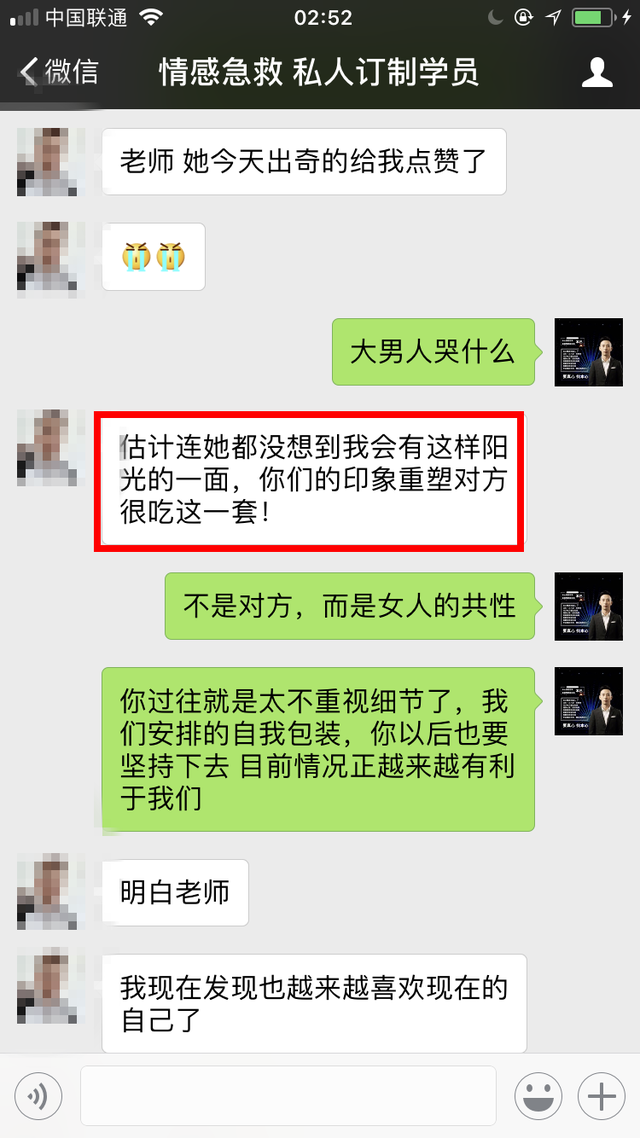 中国联通 02:52
微信 情感急救 私人订制学员
老师 她今天出奇的给我点赞了
大男人哭什么
估计连她都没想到我会有这样阳
光的一面，你们的印象重塑对方
很吃这一套！
不是对方，而是女人的共性
你过往就是太不重视细节了，我
们安排的自我包装，你以后也要
坚持下去 目前情况正越来越有利
于我们
明白老师
我现在发现也越来越喜欢现在的
自己了